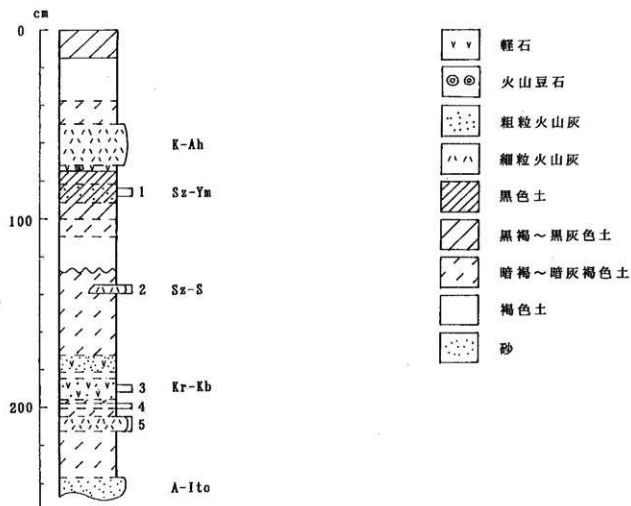 cm
0
100
200
K-Ah
1 Sz-Ym
2 Sz-S
3 Kr-Kb
4
5
A-Ito
軽石
火山豆石
粗粒火山灰
細粒火山灰
黒色土
黒褐～黒灰色土
暗褐～暗灰褐色土
褐色土
砂